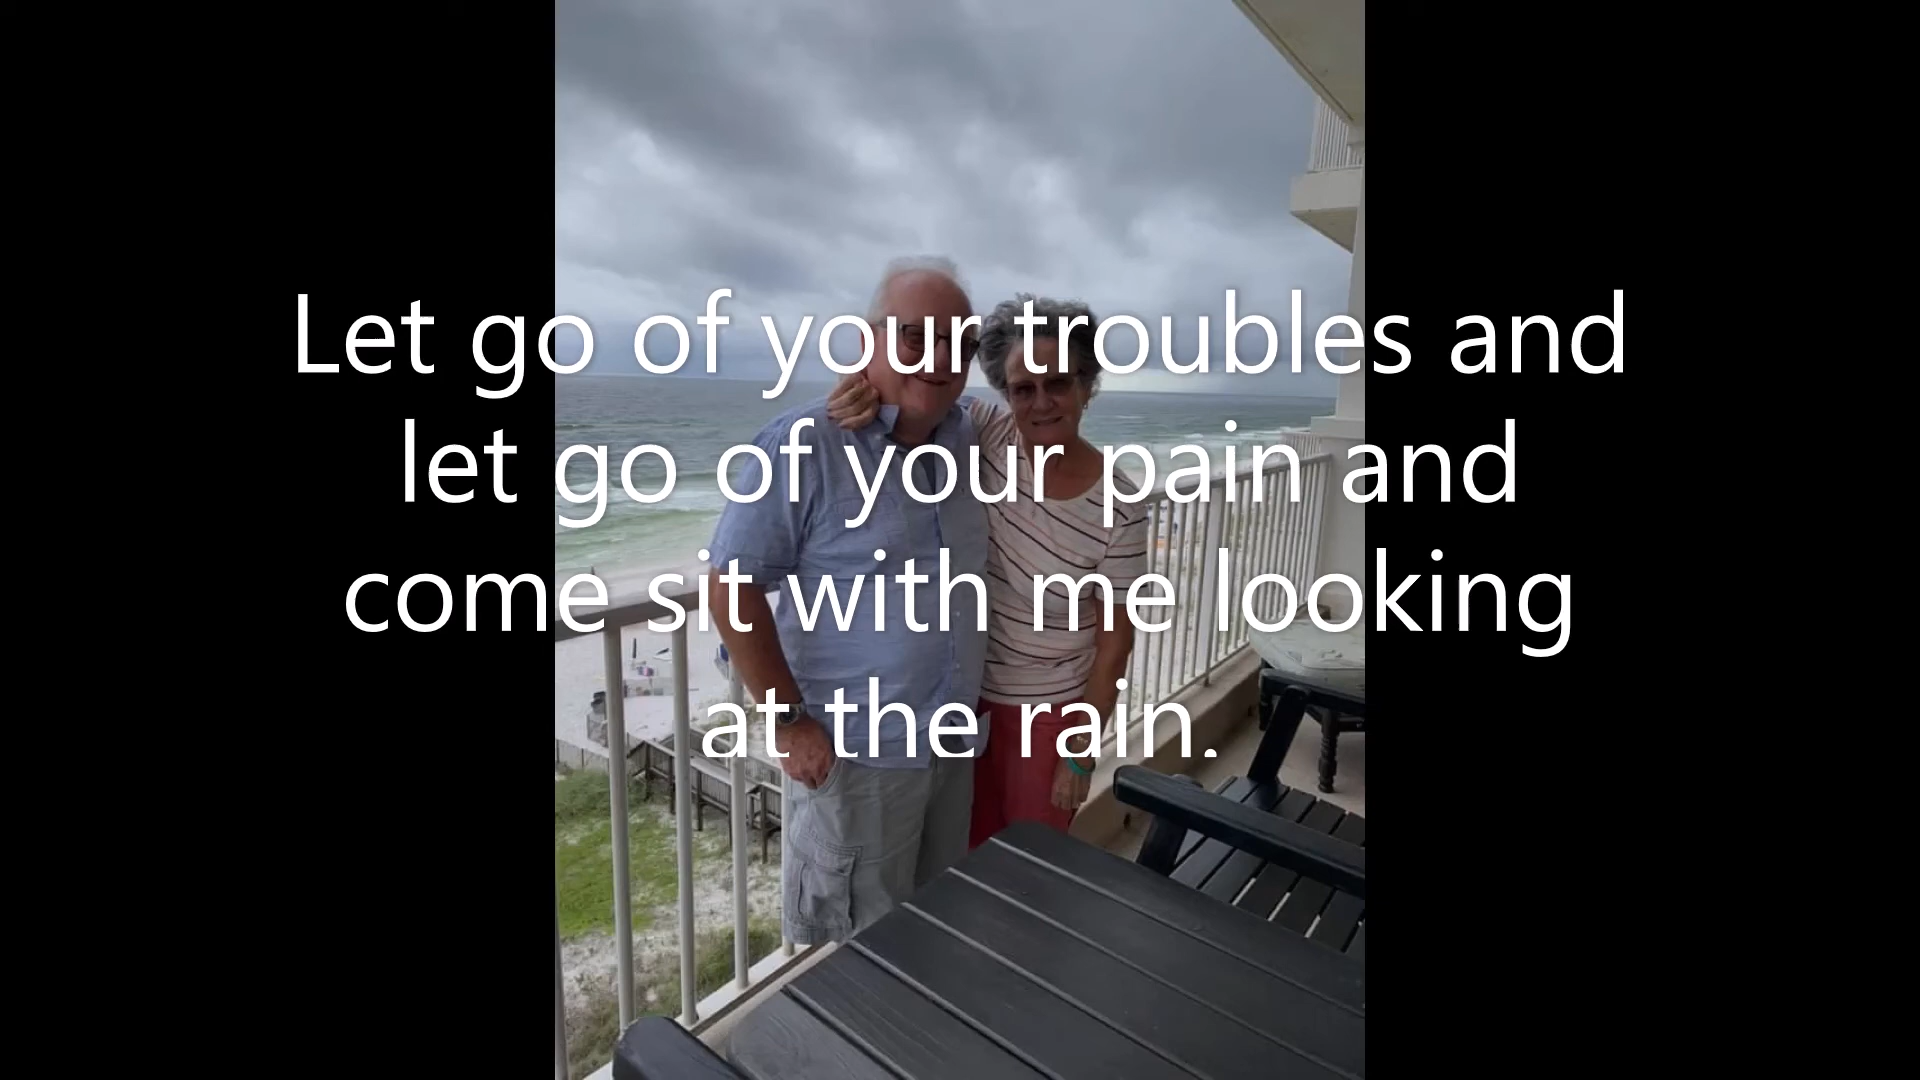 Let go of your troubles and
let go of your pain and
come sit with me looking
at the rain.